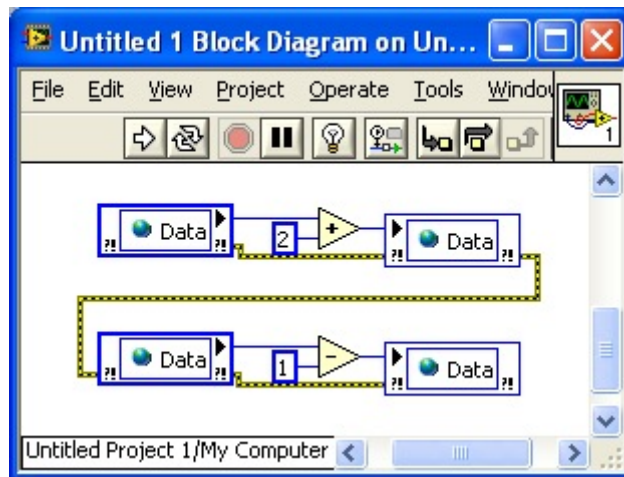 Untitled 1 Block Diagram on Un...
File Edit View Project Operate Tools Window
1
?! Data ?! 2 + ?! Data ?!
?! Data ?! 1 - ?! Data ?!
Untitled Project 1/My Computer